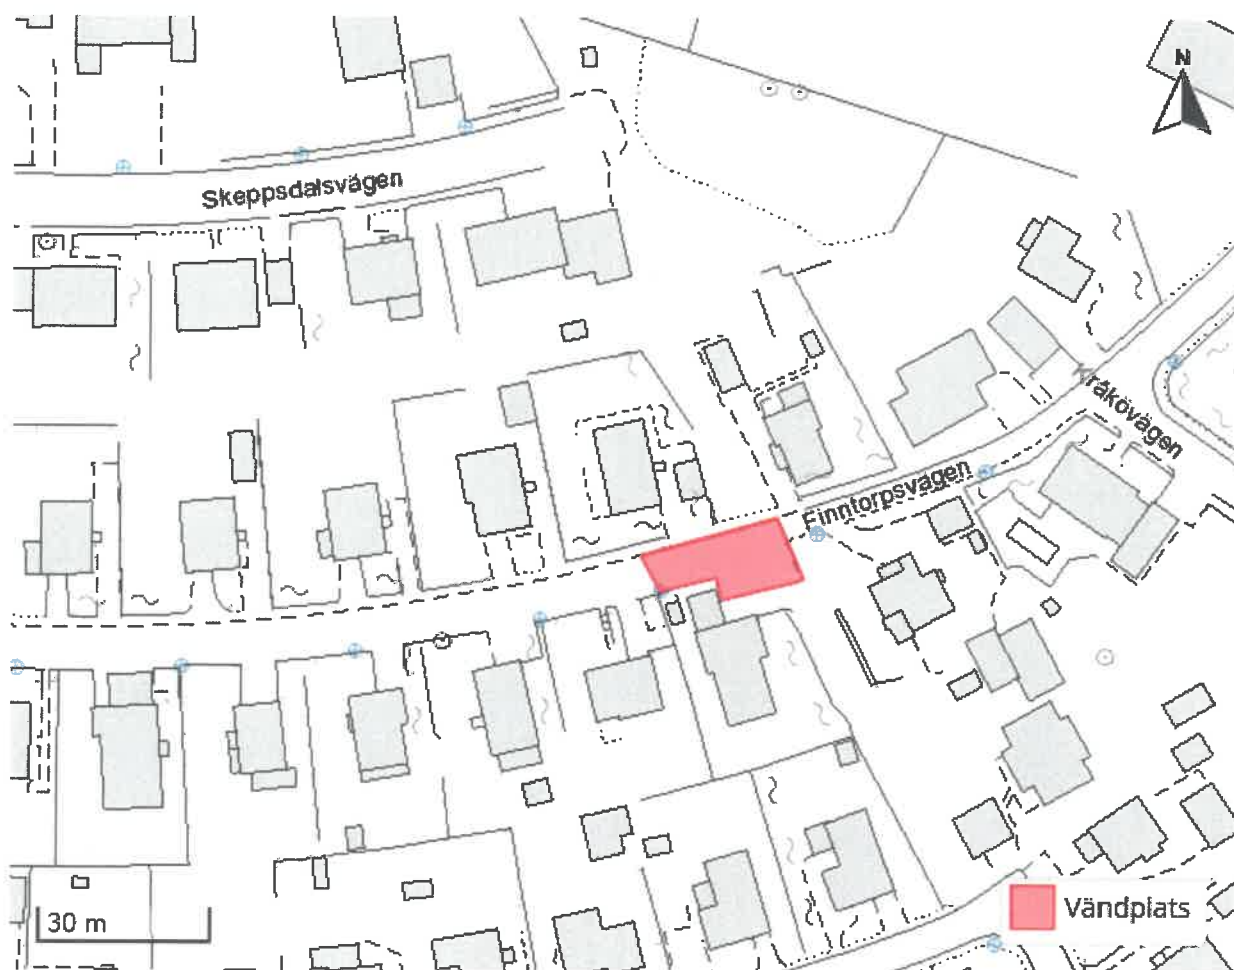 N
Skeppsdalsvägen
Kråkövägen
Finntorpsvägen
Vändplats
30 m